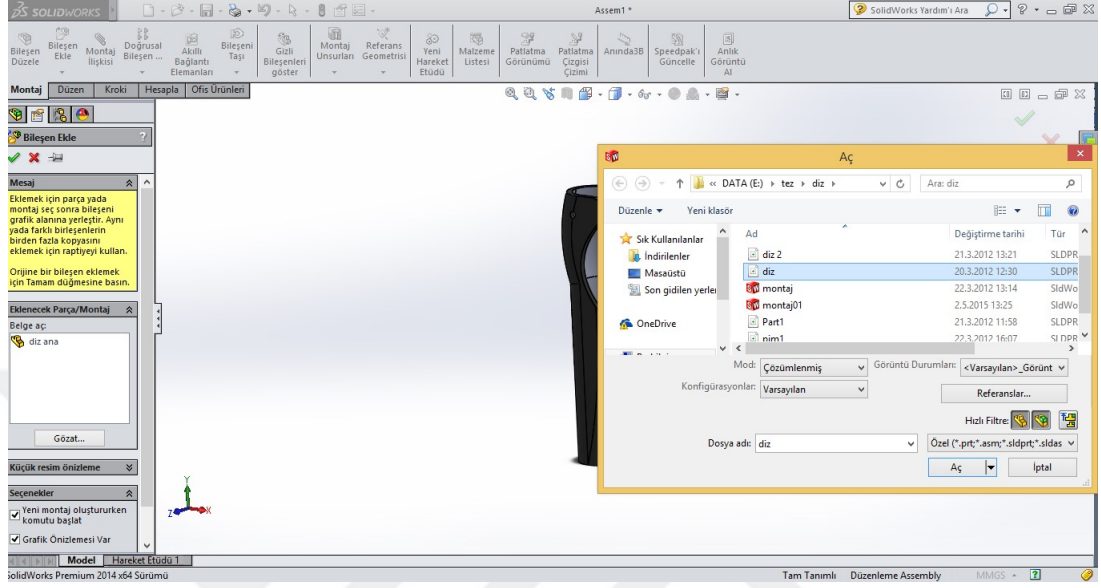 SOLIDWORKS
Assem1 *
SolidWorks Yardım'ı Ara
Bileşen Düzele
Bileşen Ekle
Montaj İlişkisi
Doğrusal Bileşen ...
Akıllı Bağlantı Elemanları
Bileşeni Taşı
Gizli Bileşenleri göster
Montaj Unsurları
Referans Geometrisi
Yeni Hareket Etüdü
Malzeme Listesi
Patlatma Görünümü
Patlatma Çizgisi Çizimi
Anında3B
Speedpak'ı Güncelle
Anlık Görüntü Al
Montaj Düzen Kroki Hesapla Ofis Ürünleri
Bileşen Ekle ?
Mesaj
Eklemek için parça yada
montaj seç sonra bileşeni
grafik alanına yerleştir. Aynı
yada farklı birleşenlerin
birden fazla kopyasını
eklemek için raptiyeyi kullan.
Orijine bir bileşen eklemek
için Tamam düğmesine basın.
Eklenecek Parça/Montaj
Belge aç:
diz ana
Gözat...
Küçük resim önizleme
Seçenekler
Yeni montaj oluştururken
komutu başlat
Grafik Önizlemesi Var
Y
Z X
Aç
« DATA (E:) tez diz
Ara: diz
Düzenle Yeni klasör
Sık Kullanılanlar
İndirilenler
Masaüstü
Son gidilen yerler
OneDrive
Ad Değiştirme tarihi Tür
diz 2 21.3.2012 13:21 SLDPR
diz 20.3.2012 12:30 SLDPR
montaj 22.3.2012 13:14 SldWo
montaj01 2.5.2015 13:25 SldWo
Part1 21.3.2012 11:58 SLDPR
pim1 22.3.2012 16:07 SLDPR
Mod: Çözümlenmiş
Görüntü Durumları: <Varsayılan>_Görünt
Konfigürasyonlar: Varsayılan
Referanslar...
Hızlı Filtre:
Dosya adı: diz
Özel (*.prt;*.asm;*.sldprt;*.sldas
Aç İptal
Model Hareket Etüdü 1
SolidWorks Premium 2014 x64 Sürümü
Tam Tanımlı Düzenleme Assembly MMGS